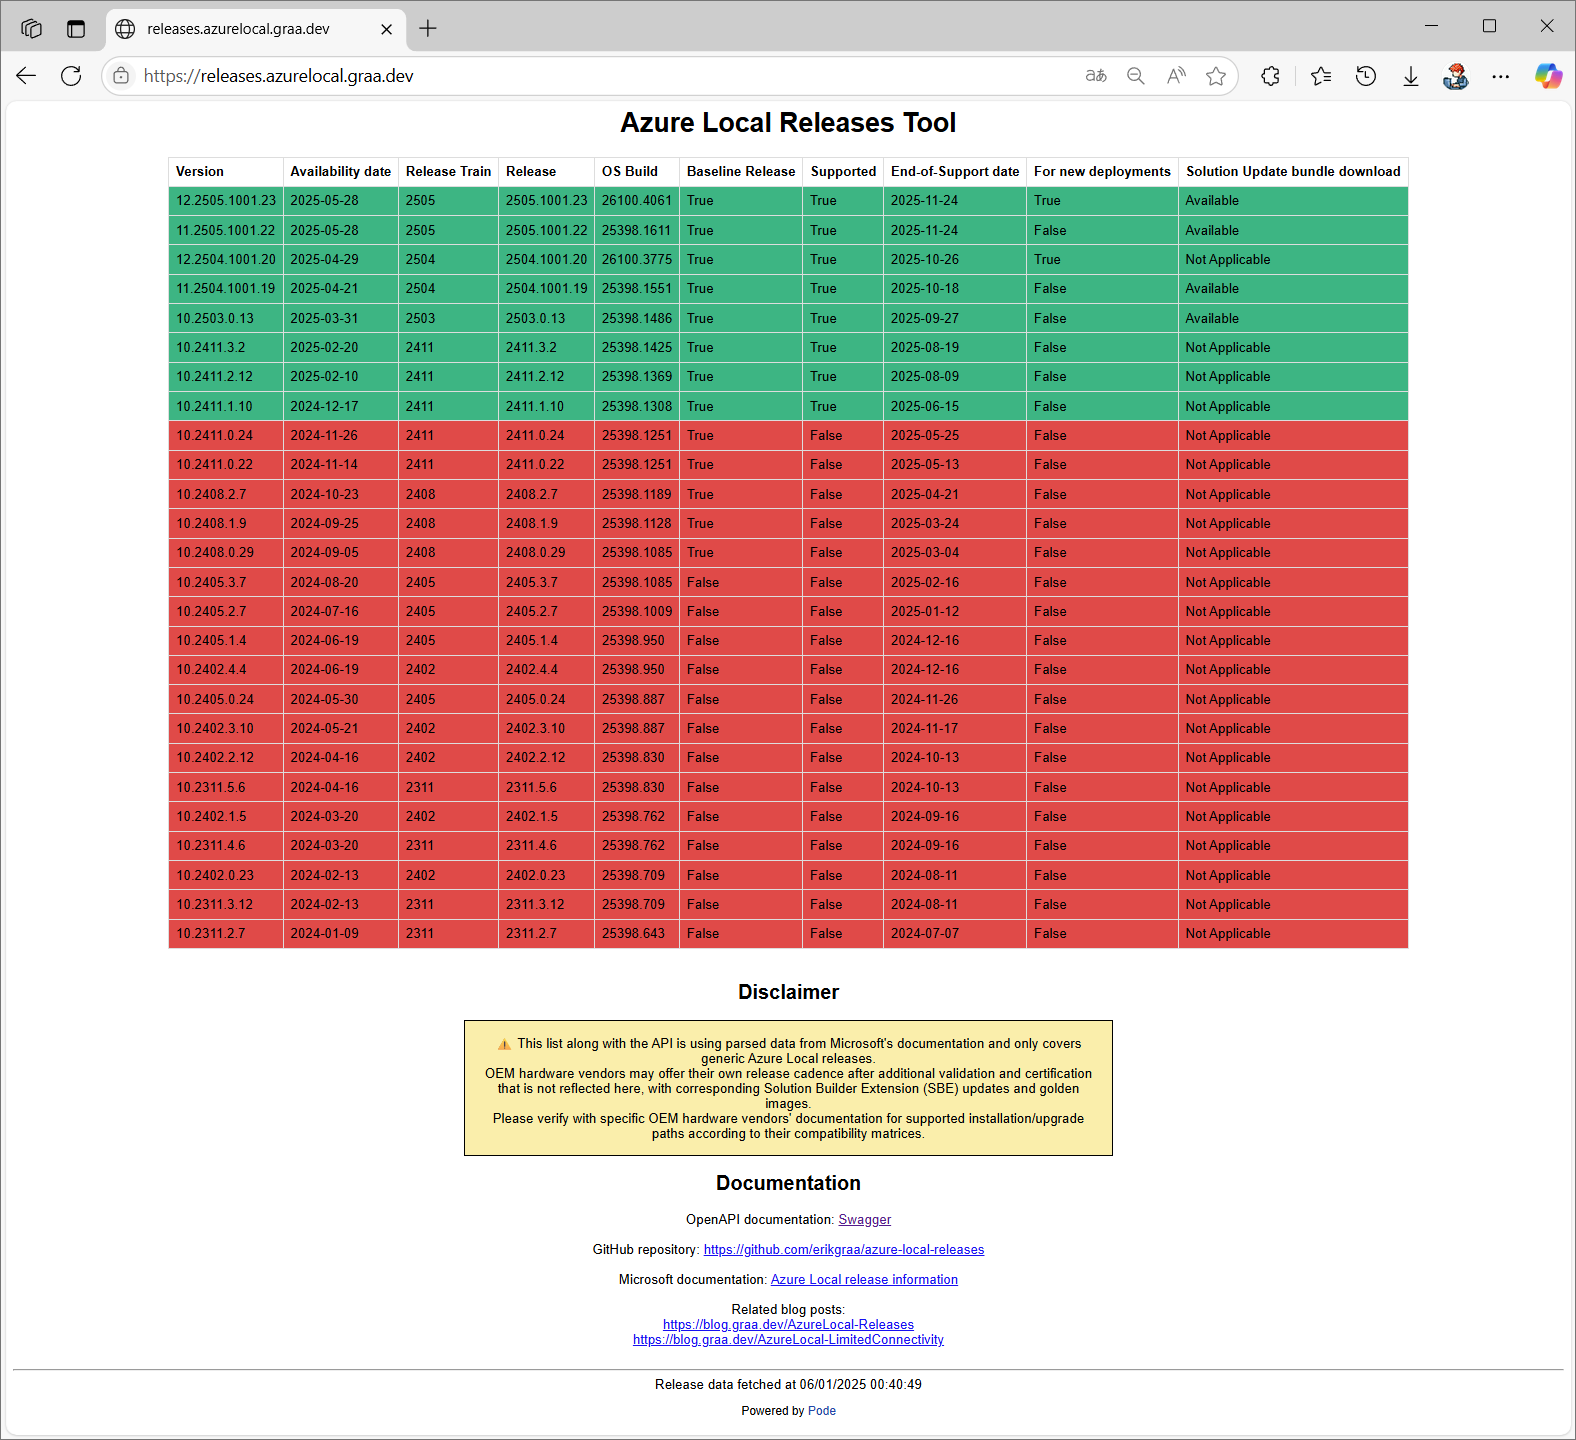 releases.azurelocal.graa.dev
https://releases.azurelocal.graa.dev
Azure Local Releases Tool
Version Availability date Release Train Release OS Build Baseline Release Supported End-of-Support date For new deployments Solution Update bundle download
12.2505.1001.23 2025-05-28 2505 2505.1001.23 26100.4061 True True 2025-11-24 True Available
11.2505.1001.22 2025-05-28 2505 2505.1001.22 25398.1611 True True 2025-11-24 False Available
12.2504.1001.20 2025-04-29 2504 2504.1001.20 26100.3775 True True 2025-10-26 True Not Applicable
11.2504.1001.19 2025-04-21 2504 2504.1001.19 25398.1551 True True 2025-10-18 False Available
10.2503.0.13 2025-03-31 2503 2503.0.13 25398.1486 True True 2025-09-27 False Available
10.2411.3.2 2025-02-20 2411 2411.3.2 25398.1425 True True 2025-08-19 False Not Applicable
10.2411.2.12 2025-02-10 2411 2411.2.12 25398.1369 True True 2025-08-09 False Not Applicable
10.2411.1.10 2024-12-17 2411 2411.1.10 25398.1308 True True 2025-06-15 False Not Applicable
10.2411.0.24 2024-11-26 2411 2411.0.24 25398.1251 True False 2025-05-25 False Not Applicable
10.2411.0.22 2024-11-14 2411 2411.0.22 25398.1251 True False 2025-05-13 False Not Applicable
10.2408.2.7 2024-10-23 2408 2408.2.7 25398.1189 True False 2025-04-21 False Not Applicable
10.2408.1.9 2024-09-25 2408 2408.1.9 25398.1128 True False 2025-03-24 False Not Applicable
10.2408.0.29 2024-09-05 2408 2408.0.29 25398.1085 True False 2025-03-04 False Not Applicable
10.2405.3.7 2024-08-20 2405 2405.3.7 25398.1085 False False 2025-02-16 False Not Applicable
10.2405.2.7 2024-07-16 2405 2405.2.7 25398.1009 False False 2025-01-12 False Not Applicable
10.2405.1.4 2024-06-19 2405 2405.1.4 25398.950 False False 2024-12-16 False Not Applicable
10.2402.4.4 2024-06-19 2402 2402.4.4 25398.950 False False 2024-12-16 False Not Applicable
10.2405.0.24 2024-05-30 2405 2405.0.24 25398.887 False False 2024-11-26 False Not Applicable
10.2402.3.10 2024-05-21 2402 2402.3.10 25398.887 False False 2024-11-17 False Not Applicable
10.2402.2.12 2024-04-16 2402 2402.2.12 25398.830 False False 2024-10-13 False Not Applicable
10.2311.5.6 2024-04-16 2311 2311.5.6 25398.830 False False 2024-10-13 False Not Applicable
10.2402.1.5 2024-03-20 2402 2402.1.5 25398.762 False False 2024-09-16 False Not Applicable
10.2311.4.6 2024-03-20 2311 2311.4.6 25398.762 False False 2024-09-16 False Not Applicable
10.2402.0.23 2024-02-13 2402 2402.0.23 25398.709 False False 2024-08-11 False Not Applicable
10.2311.3.12 2024-02-13 2311 2311.3.12 25398.709 False False 2024-08-11 False Not Applicable
10.2311.2.7 2024-01-09 2311 2311.2.7 25398.643 False False 2024-07-07 False Not Applicable
Disclaimer
⚠️ This list along with the API is using parsed data from Microsoft's documentation and only covers
generic Azure Local releases.
OEM hardware vendors may offer their own release cadence after additional validation and certification
that is not reflected here, with corresponding Solution Builder Extension (SBE) updates and golden
images.
Please verify with specific OEM hardware vendors' documentation for supported installation/upgrade
paths according to their compatibility matrices.
Documentation
OpenAPI documentation: Swagger
GitHub repository: https://github.com/erikgraa/azure-local-releases
Microsoft documentation: Azure Local release information
Related blog posts:
https://blog.graa.dev/AzureLocal-Releases
https://blog.graa.dev/AzureLocal-LimitedConnectivity
Release data fetched at 06/01/2025 00:40:49
Powered by Pode